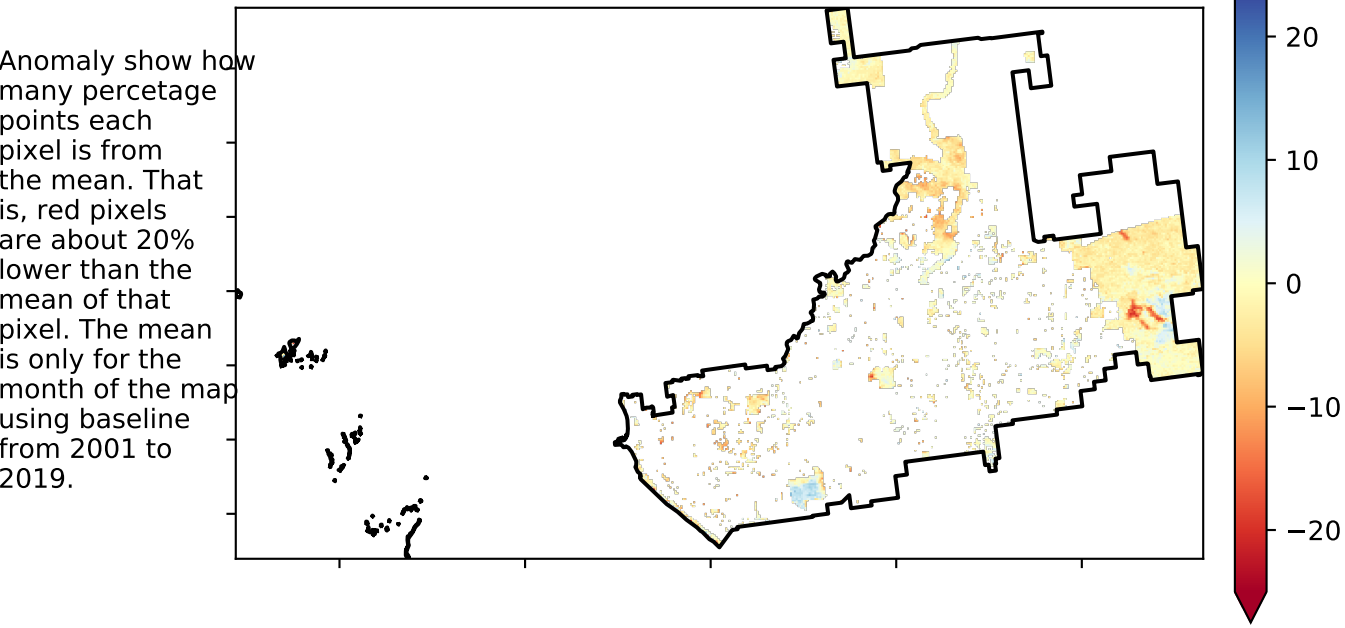 Anomaly show how
many percetage
points each
pixel is from
the mean. That
is, red pixels
are about 20%
lower than the
mean of that
pixel. The mean
is only for the
month of the map
using baseline
from 2001 to
2019.
20
10
0
−10
−20